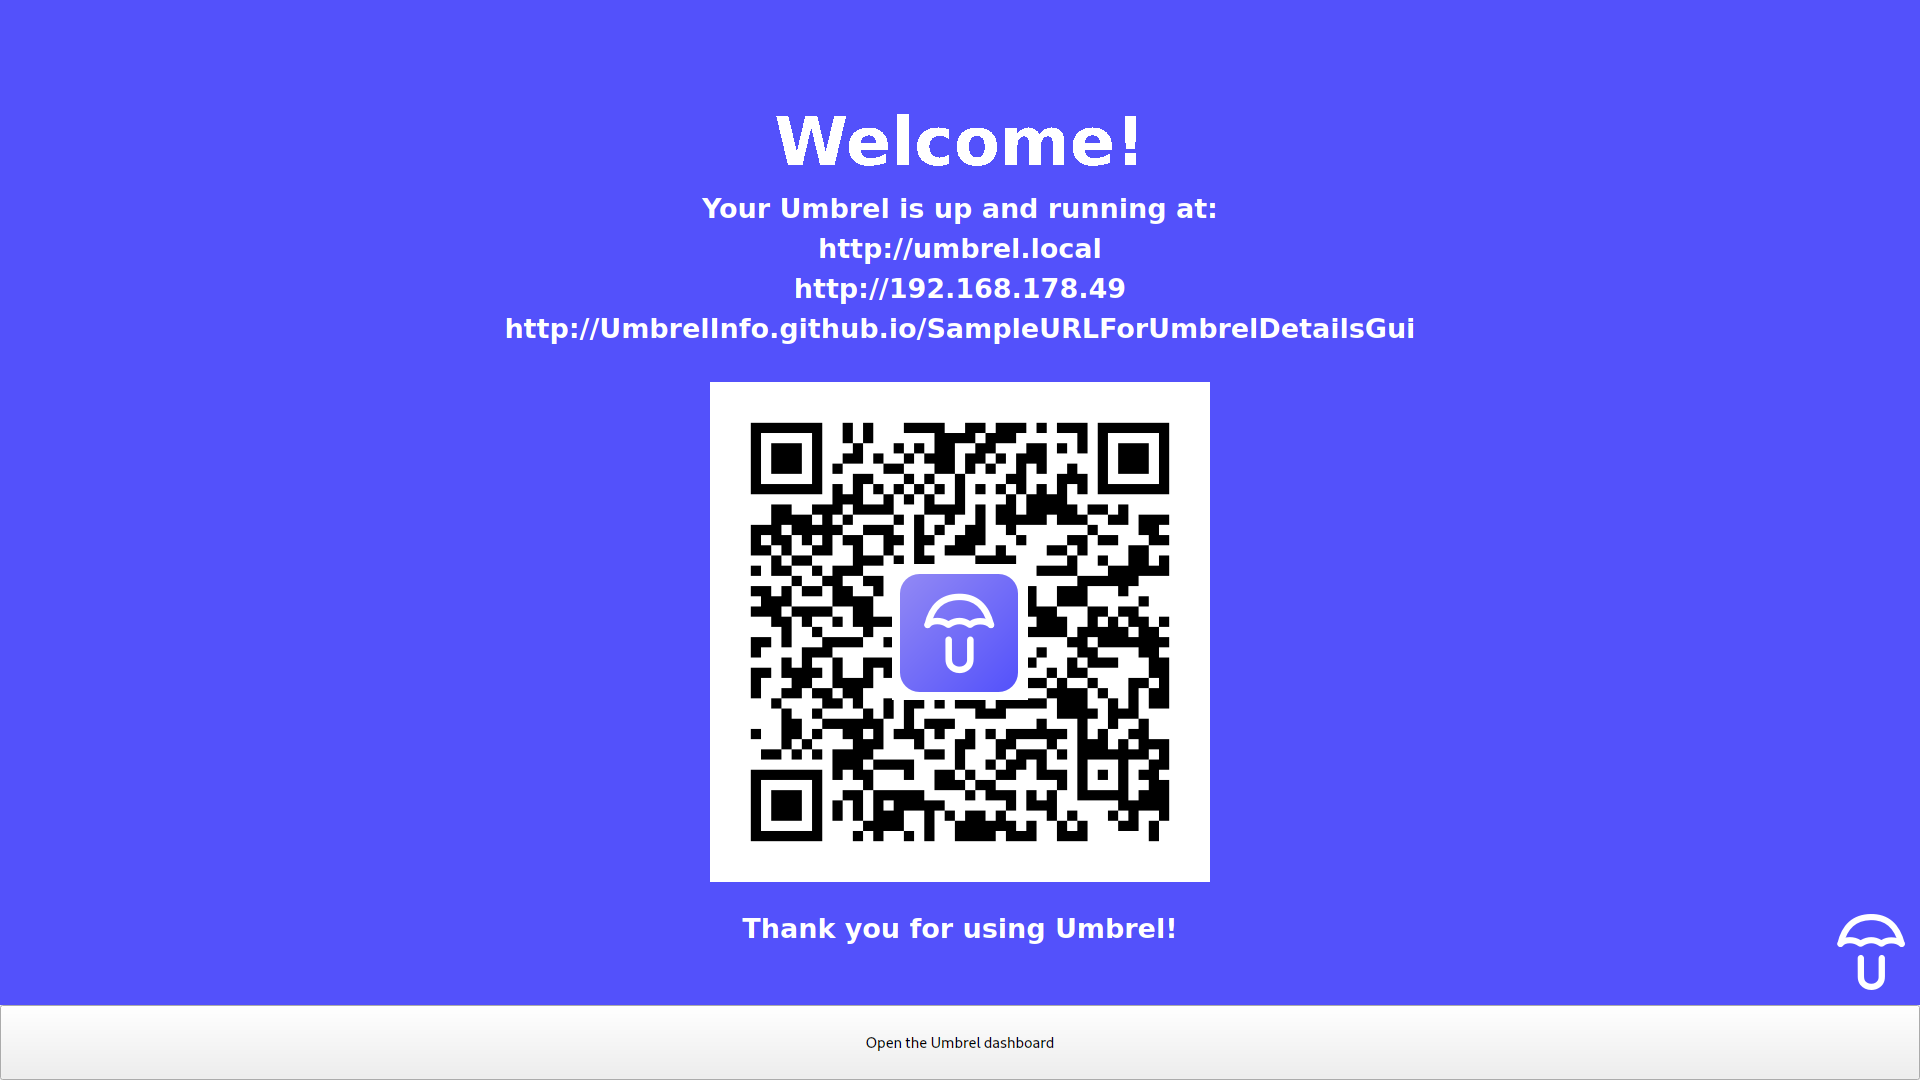 Welcome!
Your Umbrel is up and running at:
http://umbrel.local
http://192.168.178.49
http://UmbrelInfo.github.io/SampleURLForUmbrelDetailsGui
Thank you for using Umbrel!
Open the Umbrel dashboard